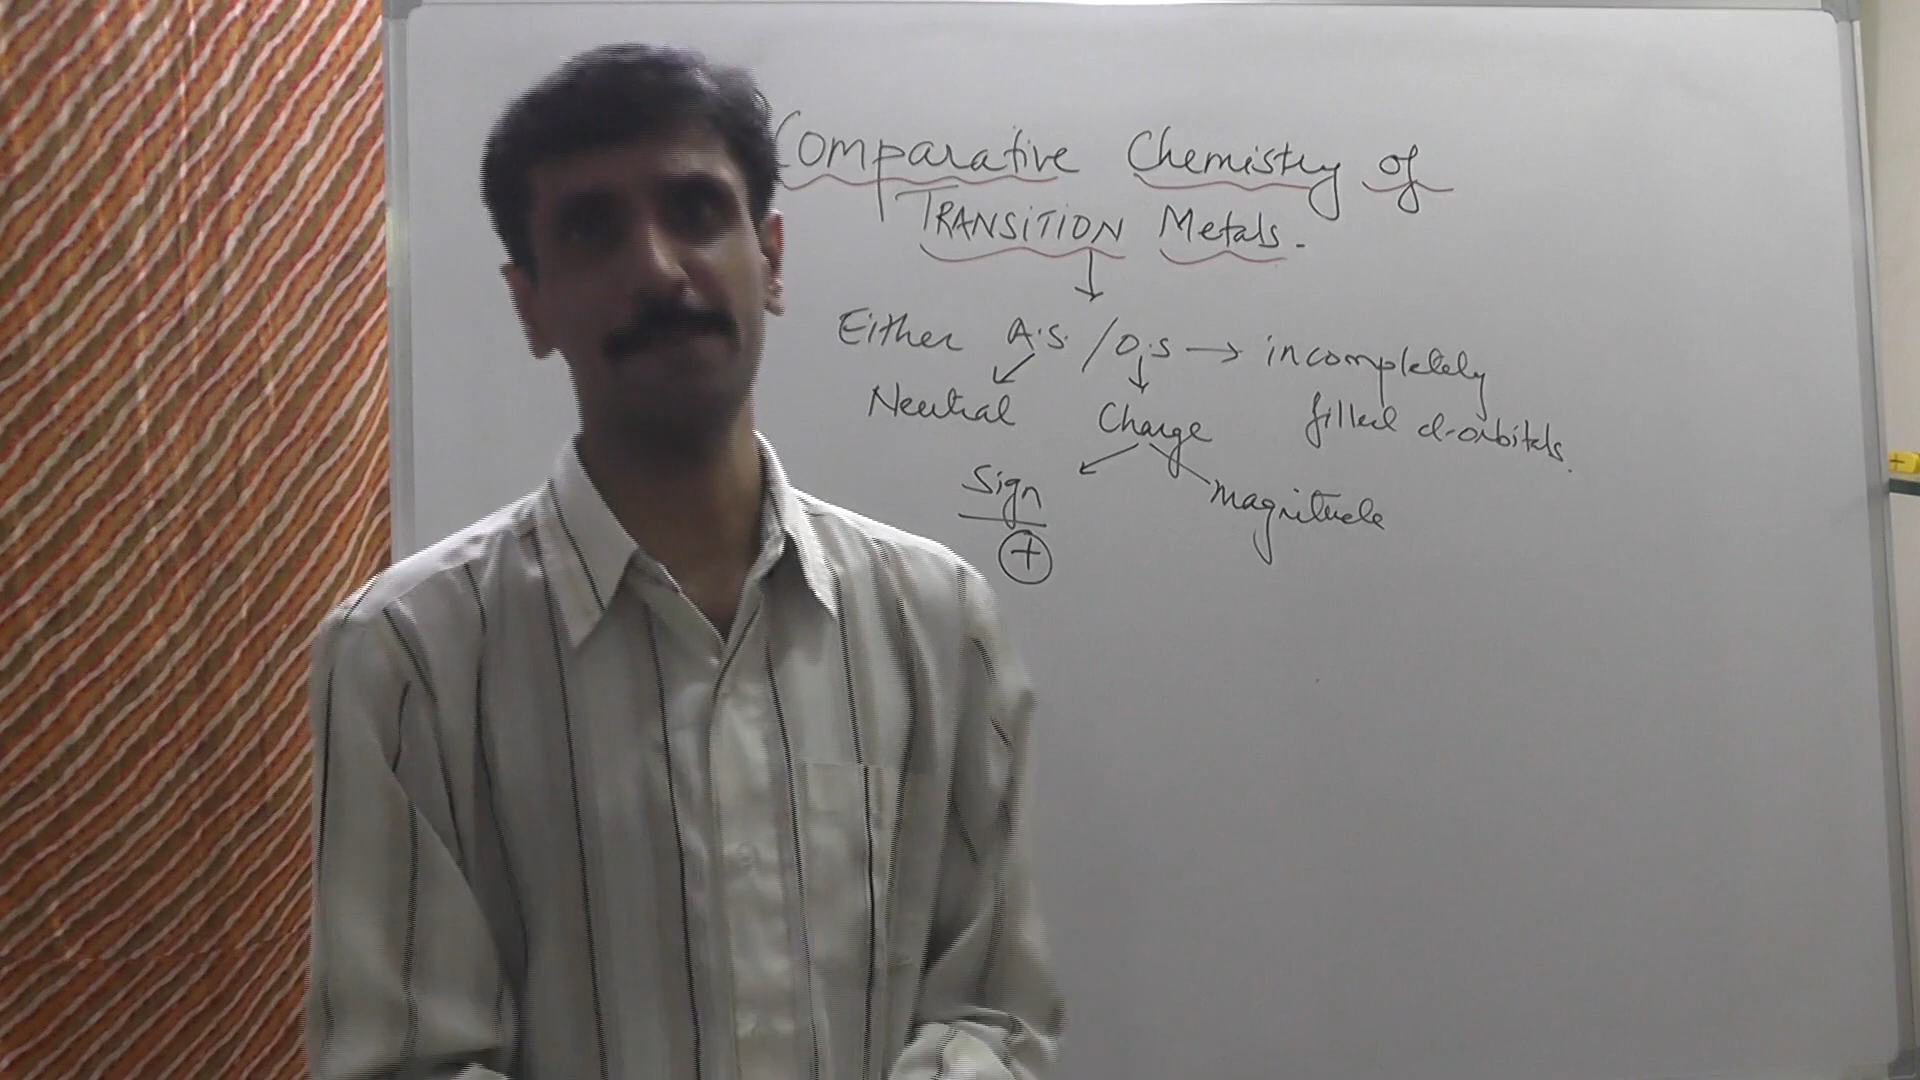 Comparative Chemistry of
TRANSITION Metals.
Either A.S. / O.S → incompletely
filled d-orbitals.
Neutral Charge
Sign magnitude
+